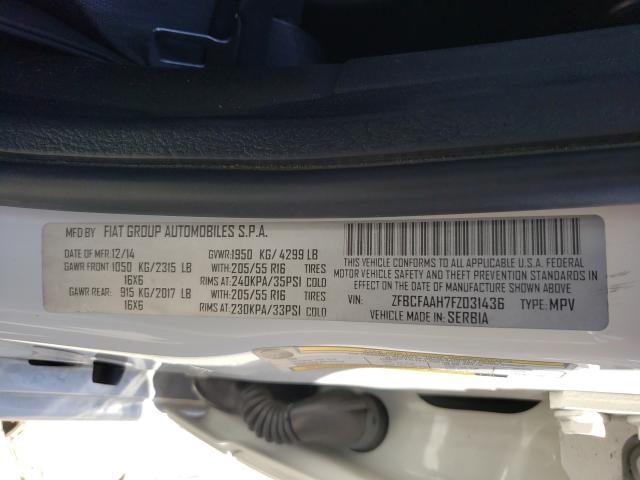 MFD BY FIAT GROUP AUTOMOBILES S.P.A.
DATE OF MFR.12/14 GVWR:1950 KG/4299 LB
GAWR FRONT 1050 KG/2315 LB WITH:205/55 R16 TIRES
16X6 RIMS AT:240KPA/35PSI COLD
GAWR REAR: 915 KG/2017 LB WITH:205/55 R16 TIRES
16X6 RIMS AT:230KPA/33PSI COLD
THIS VEHICLE CONFORMS TO ALL APPLICABLE U.S.A. FEDERAL
MOTOR VEHICLE SAFETY BUMPER, AND THEFT PREVENTION STANDARDS IN
EFFECT ON THE DATE OF MANUFACTURE SHOWN ABOVE.
VIN: ZFBCFAAH7FZ031436 TYPE: MPV
VEHICLE MADE IN: SERBIA